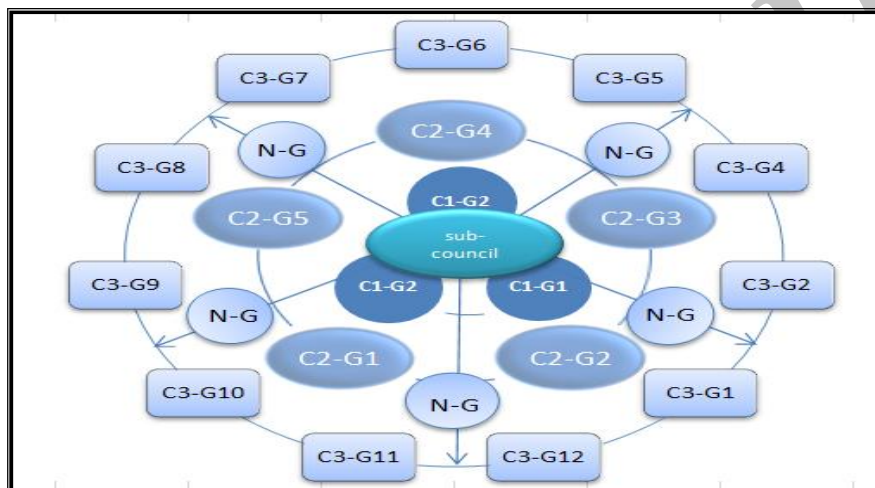 C3-G6
C3-G7
C3-G5
C2-G4
N-G
N-G
C3-G8
C3-G4
C1-G2
C2-G5
C2-G3
sub-
council
C3-G9
C1-G2
C1-G1
C3-G2
N-G
N-G
C2-G1
C2-G2
C3-G10
N-G
C3-G1
C3-G11
C3-G12